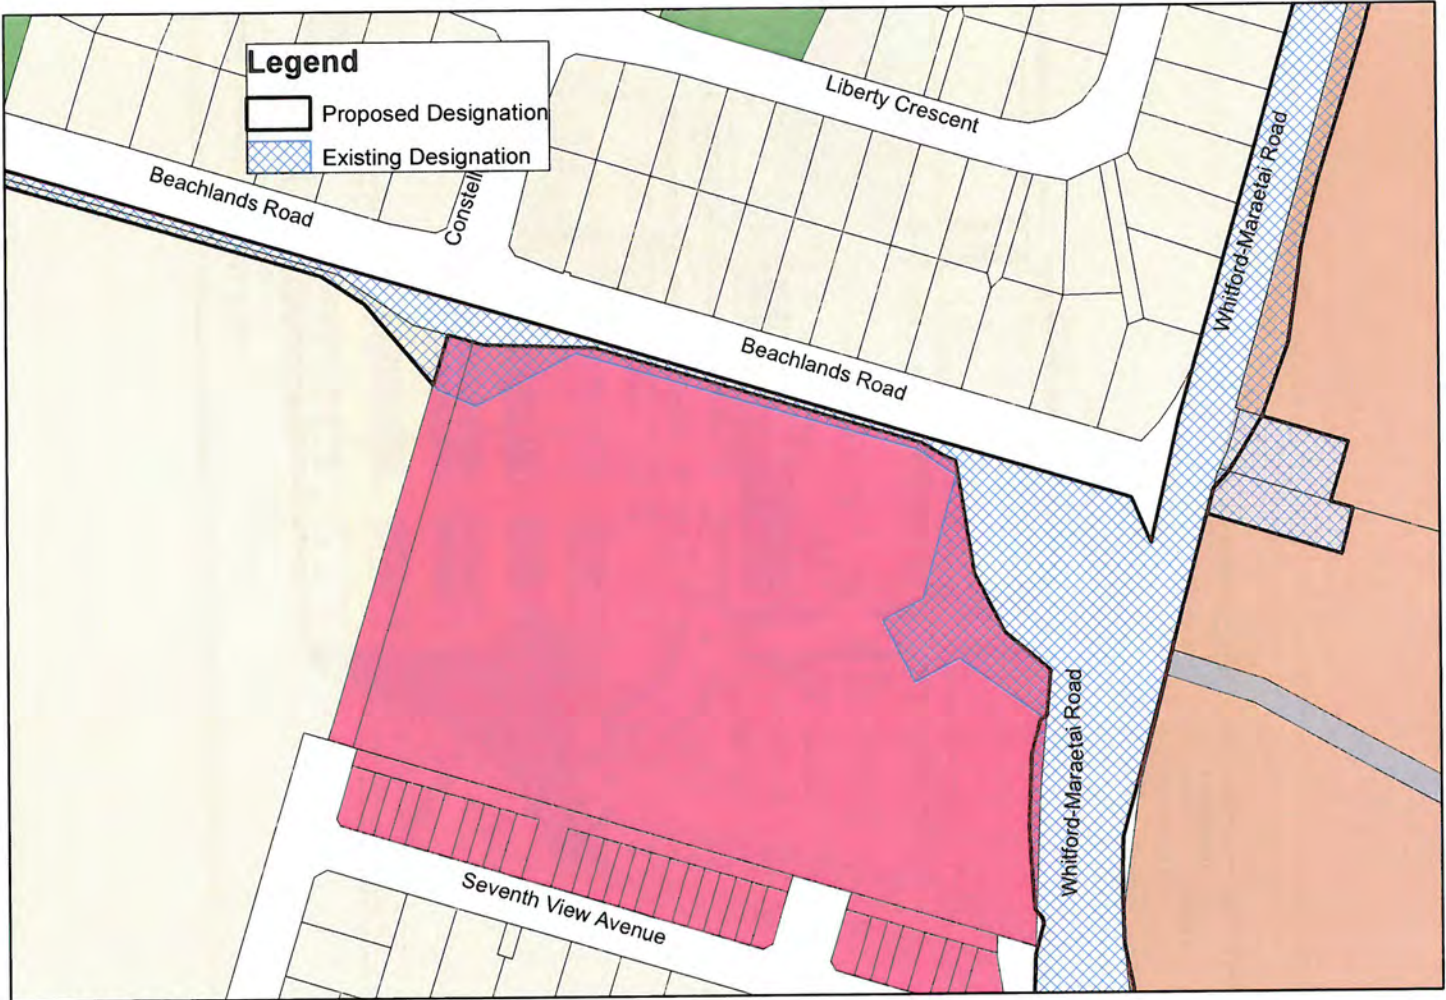 Legend
Proposed Designation
Existing Designation
Liberty Crescent
Beachlands Road
Constell
Whitford-Maraetai Road
Beachlands Road
Whitford-Maraetai Road
Seventh View Avenue